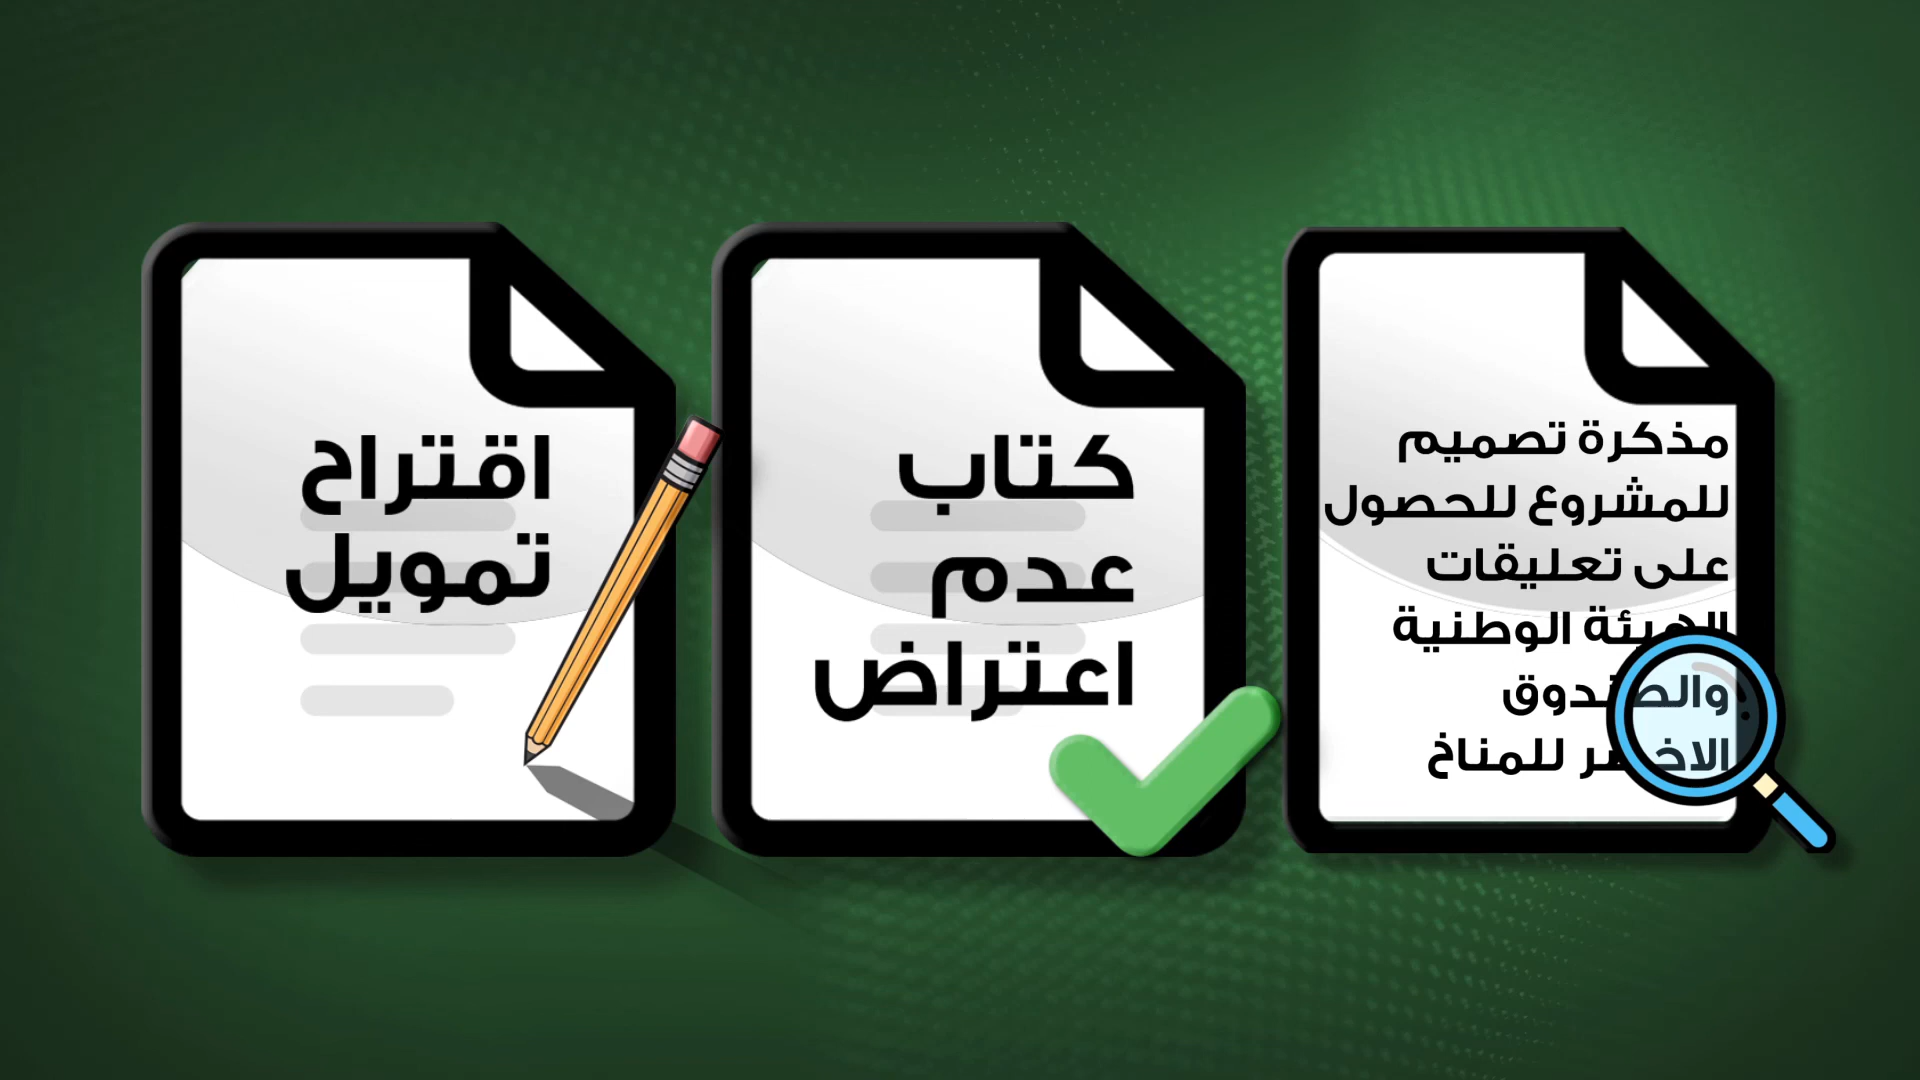 مذكرة تصميم
للمشروع للحصول
على تعليقات
الهيئة الوطنية
والصندوق
الاخضر للمناخ
كتاب
عدم
اعتراض
اقتراح
تمويل